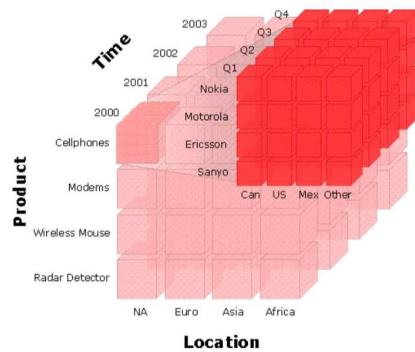 2003
Q4
Q3
2002
Q2
Time
Q1
2001
Nokia
2000
Motorola
Cellphones
Ericsson
Sanyo
Modems
Can US Mex Other
Product
Wireless Mouse
Radar Detector
NA Euro Asia Africa
Location